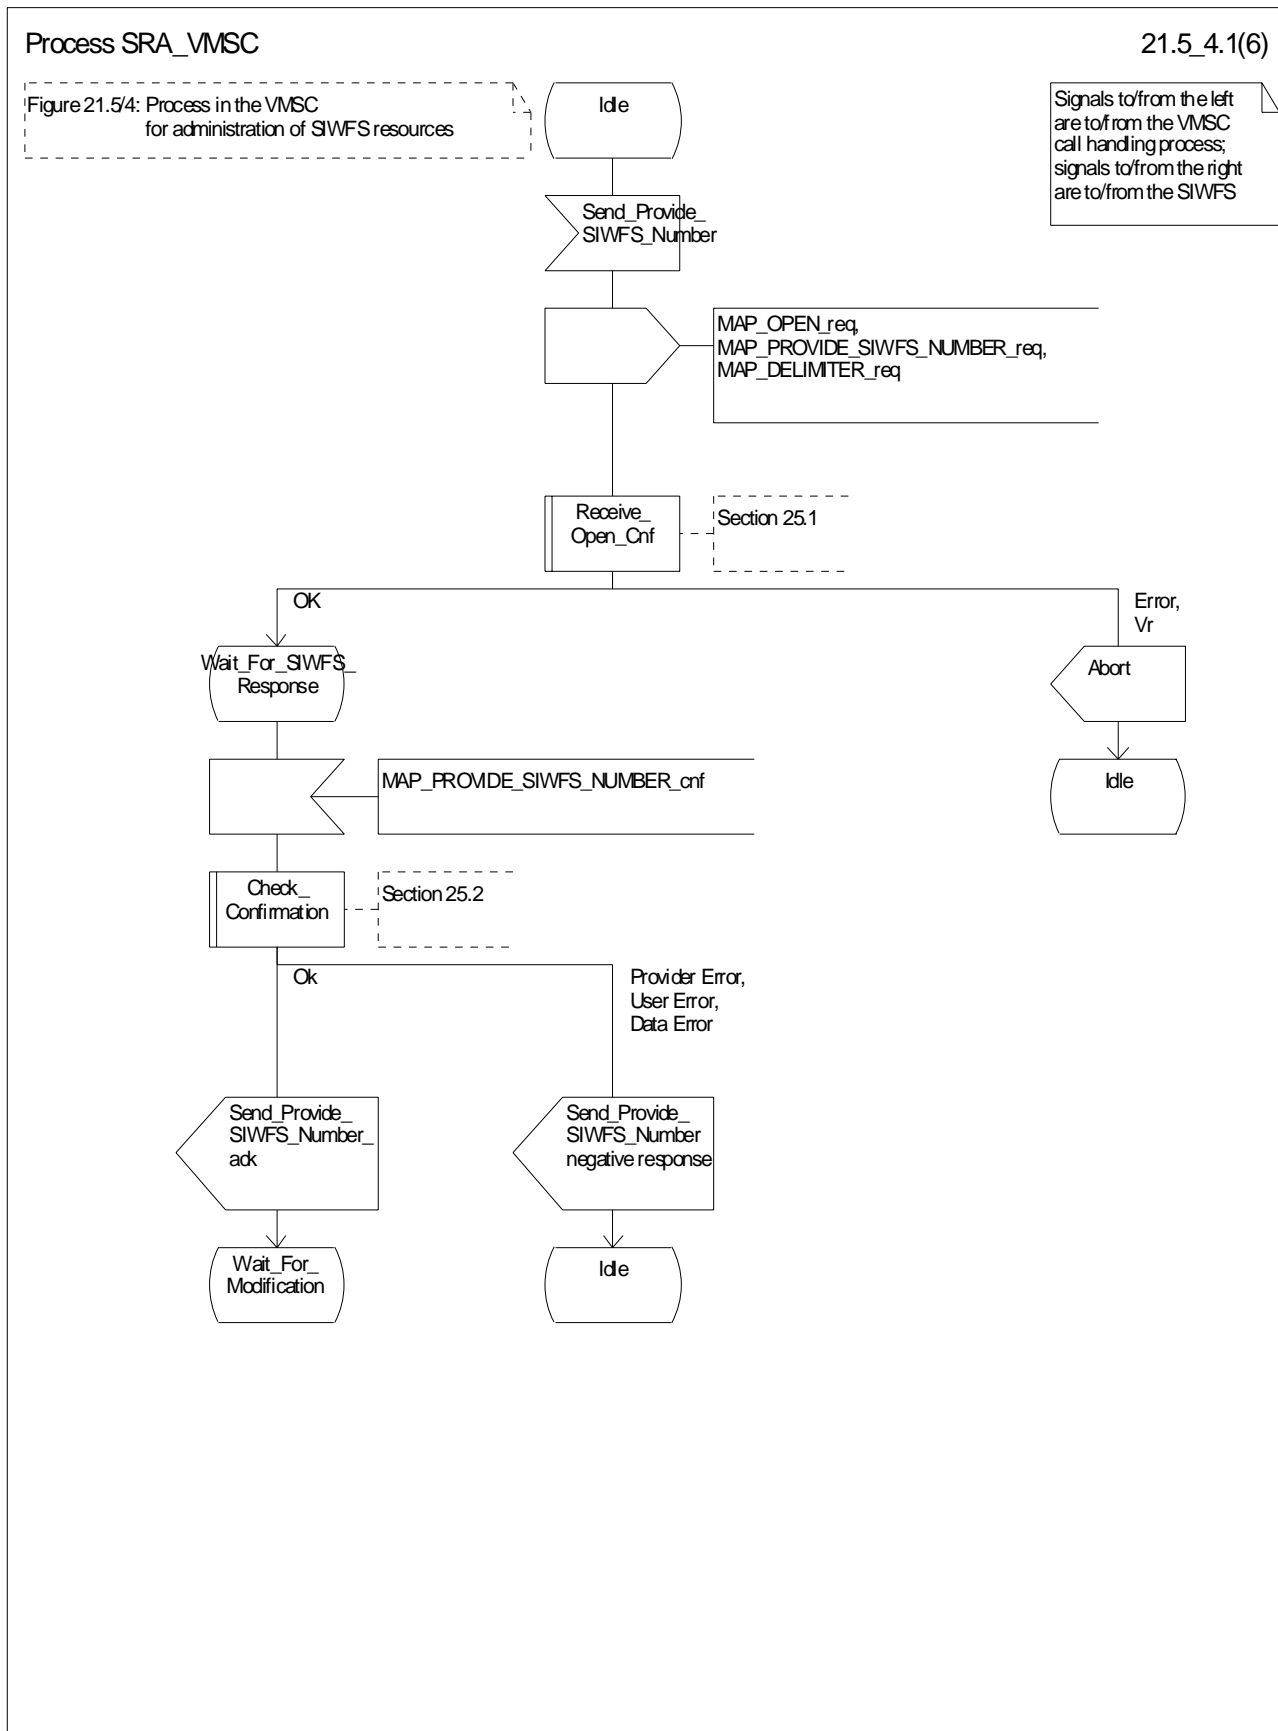 Process SRA_VMSC
21.5_4.1(6)
Figure 21.5/4: Process in the VMSC
for administration of SIWFS resources
Idle
Signals to/from the left
are to/from the VMSC
call handling process;
signals to/from the right
are to/from the SIWFS
Send_Provide_
SIWFS_Number
MAP_OPEN_req,
MAP_PROVIDE_SIWFS_NUMBER_req,
MAP_DELIMITER_req
Receive_
Open_Cnf
Section 25.1
OK
Error,
Vr
Wait_For_SIWFS_
Response
Abort
MAP_PROVIDE_SIWFS_NUMBER_cnf
Idle
Check_
Confirmation
Section 25.2
Ok
Provider Error,
User Error,
Data Error
Send_Provide_
SIWFS_Number_
ack
Send_Provide_
SIWFS_Number
negative response
Wait_For_
Modification
Idle